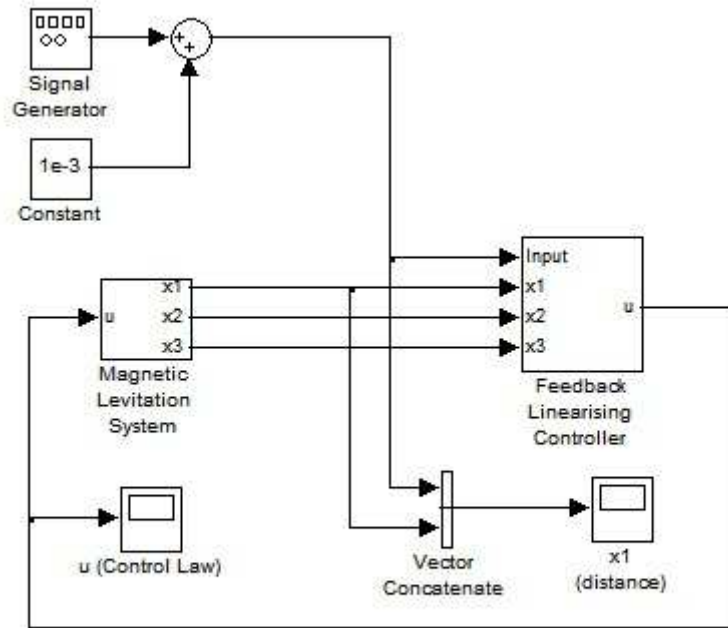 +
+
Signal
Generator
1e-3
Constant
Input
x1
x1
u
u
x2
x2
x3
x3
Magnetic
Levitation
System
Feedback
Linearising
Controller
u (Control Law)
Vector
Concatenate
x1
(distance)